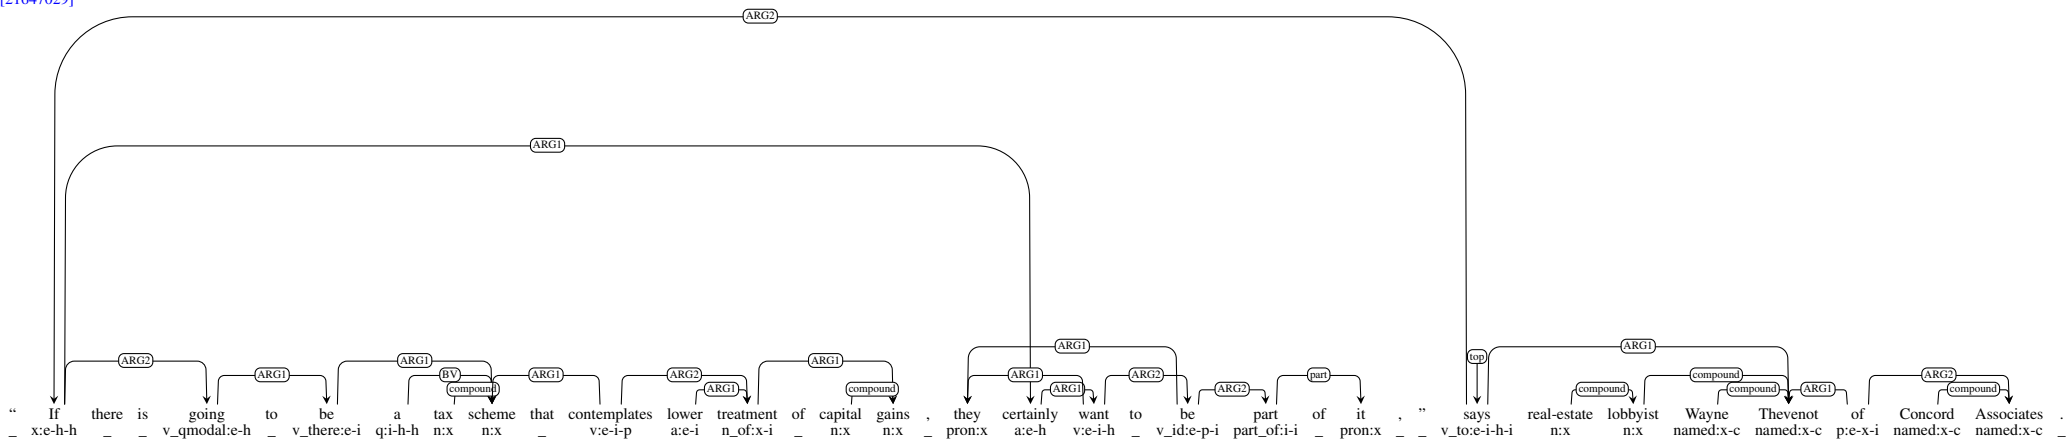 [21647029]
ARG2
ARG1
ARG1 ARG1
top
ARG2 ARG1 ARG1
ARG1 BV ARG1 ARG2 ARG1 ARG2 part compound ARG2
compound ARG1 compound ARG1 ARG2 compound compound ARG1 compound
“ If there is going to be a tax scheme that contemplates lower treatment of capital gains , they certainly want to be part of it , ” says real-estate lobbyist Wayne Thevenot of Concord Associates .
_ x:e-h-h _ _ v_qmodal:e-h _ v_there:e-i q:i-h-h n:x n:x _ v:e-i-p a:e-i n_of:x-i _ n:x n:x _ pron:x a:e-h v:e-i-h _ v_id:e-p-i part_of:i-i _ pron:x _ _ v_to:e-i-h-i n:x n:x named:x-c named:x-c p:e-x-i named:x-c named:x-c _